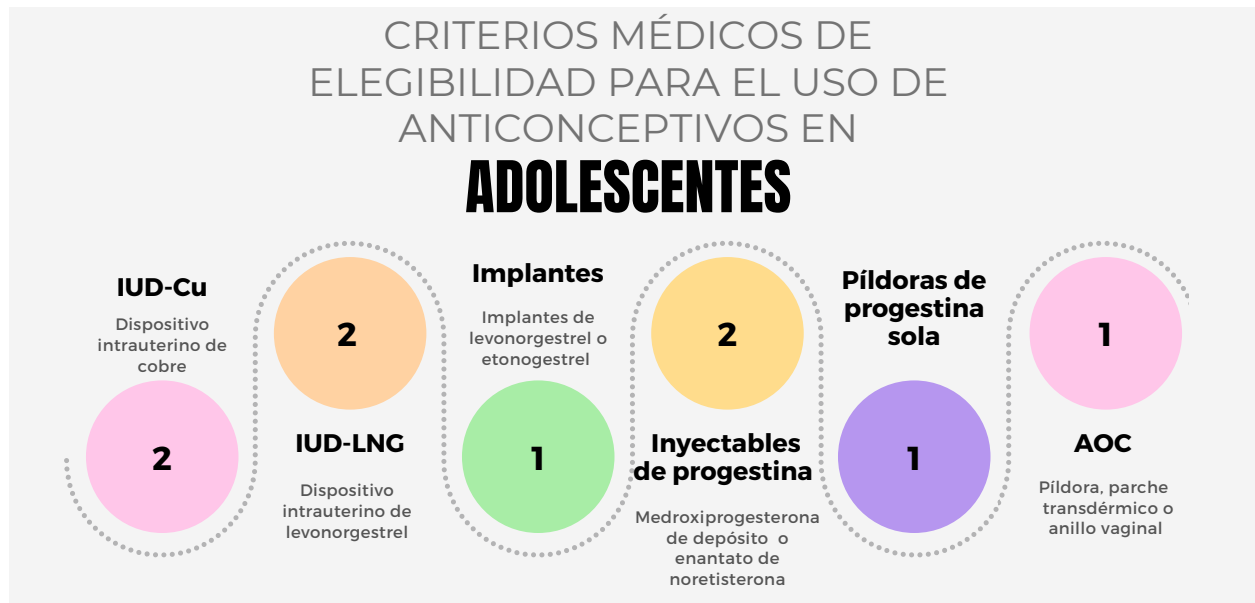 CRITERIOS MÉDICOS DE
ELEGIBILIDAD PARA EL USO DE
ANTICONCEPTIVOS EN
ADOLESCENTES
IUD-Cu
Dispositivo
intrauterino de
cobre
2
2
IUD-LNG
Dispositivo
intrauterino de
levonorgestrel
Implantes
Implantes de
levonorgestrel o
etonogestrel
1
2
Inyectables
de progestina
Medroxiprogesterona
de depósito o
enantato de
noretisterona
Píldoras de
progestina
sola
1
1
AOC
Píldora, parche
transdérmico o
anillo vaginal